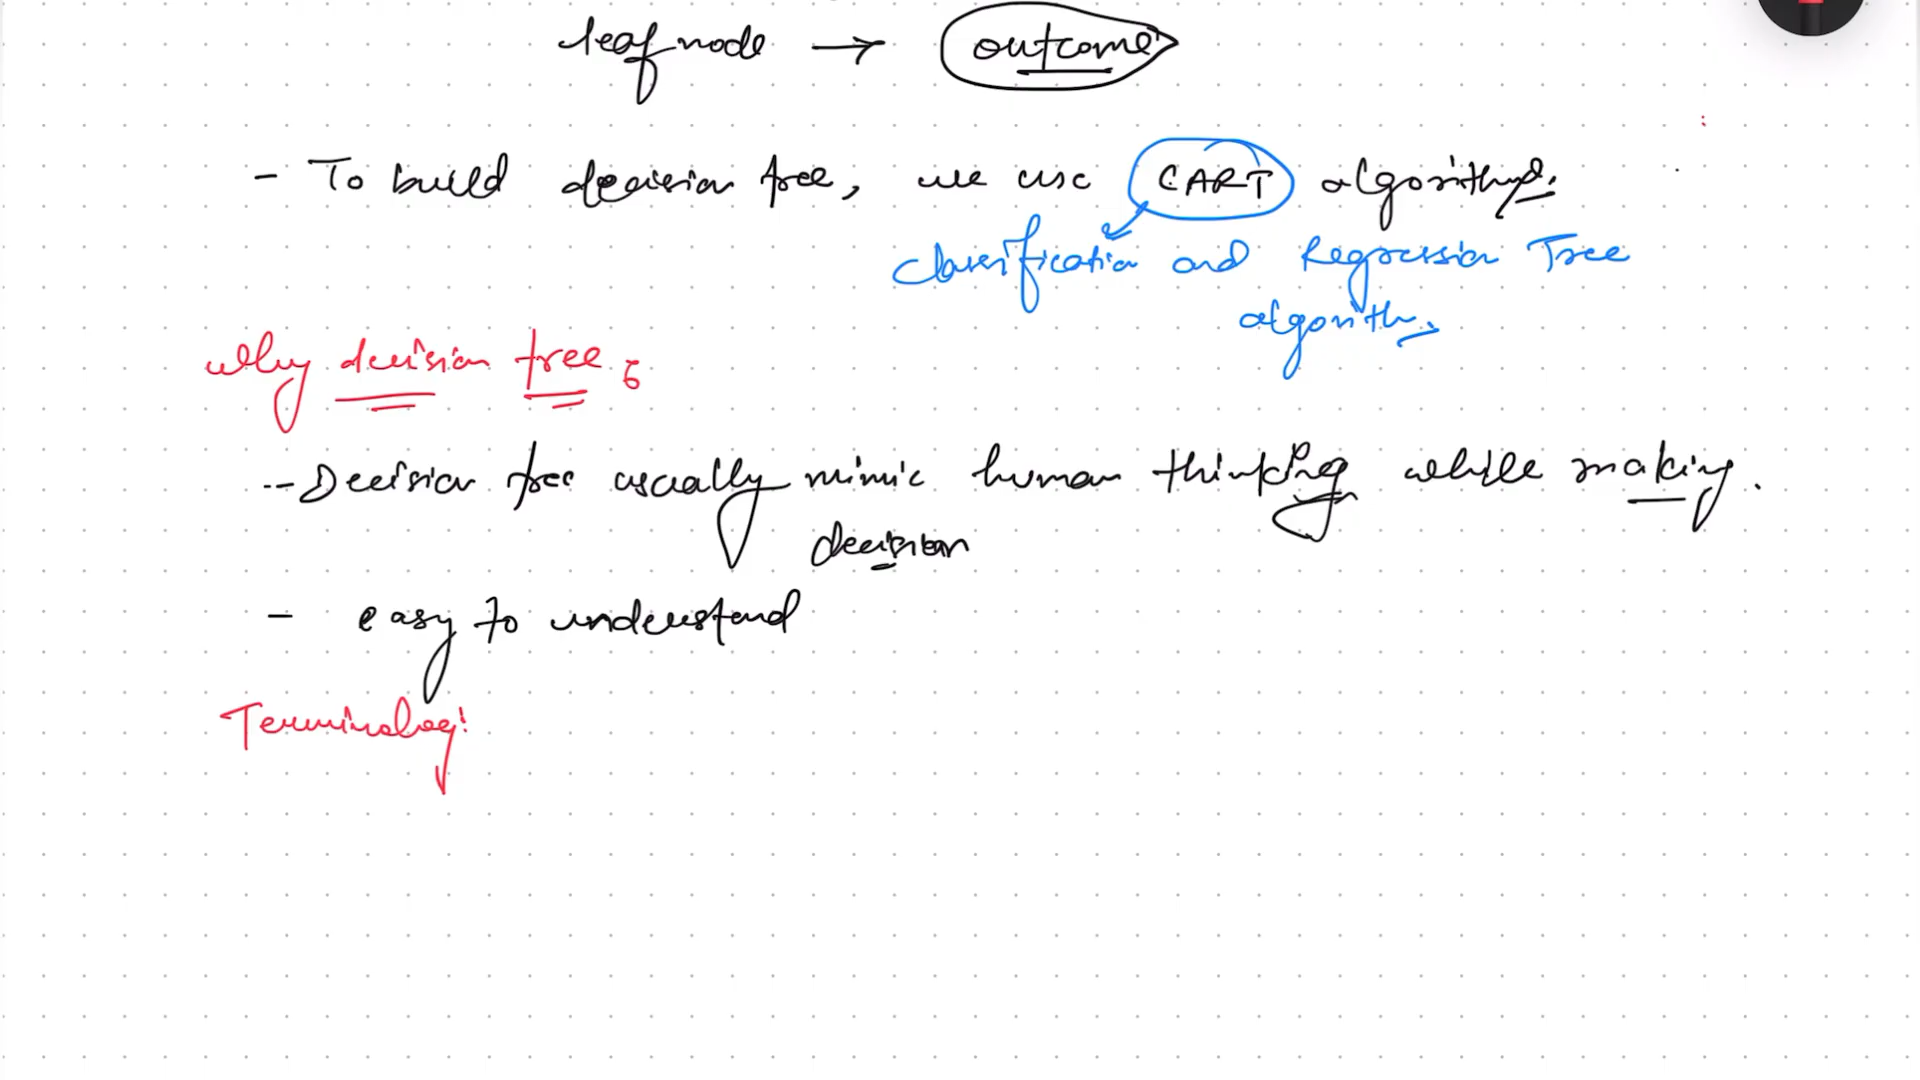 leaf node → outcome
- To build decision tree, we use CART algorithm.
Classification and Regression Tree
algorithm.
Why decision tree :
- Decision tree usually mimic human thinking while making.
decision
- easy to understand
Terminology: